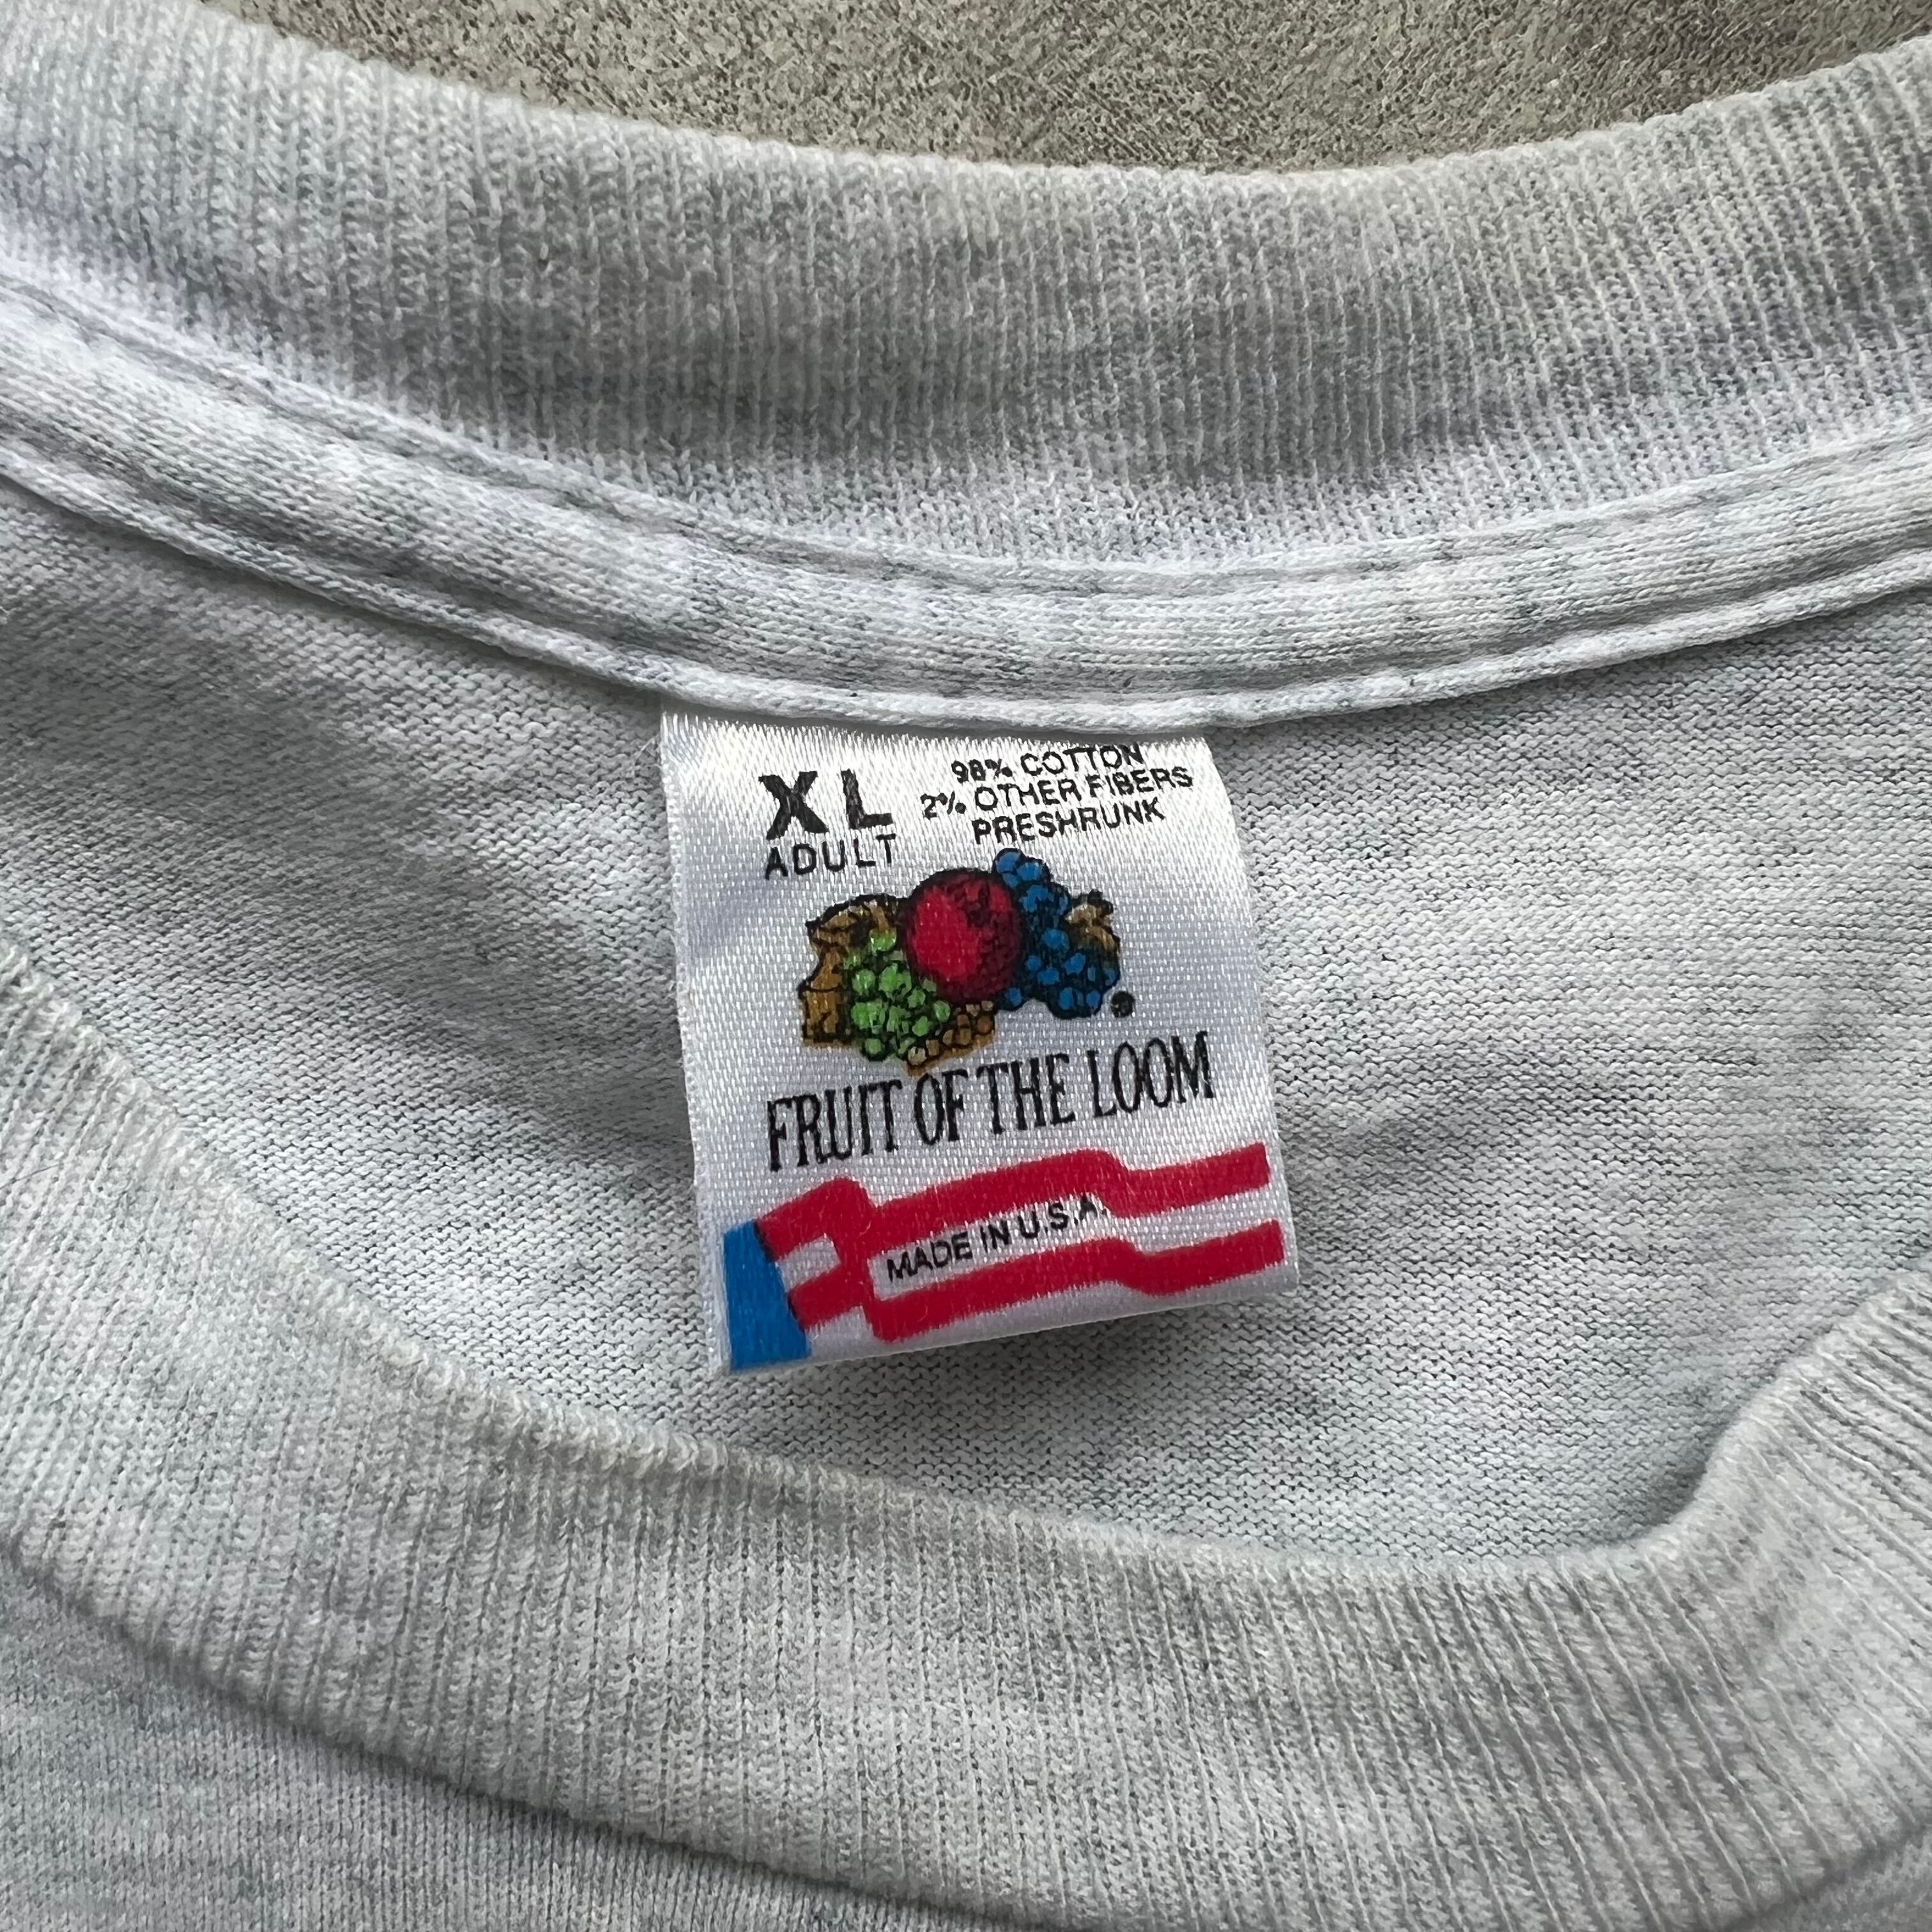 XL
ADULT
98% COTTON
2% OTHER FIBERS
PRESHRUNK
FRUIT OF THE LOOM
MADE IN U.S.A.